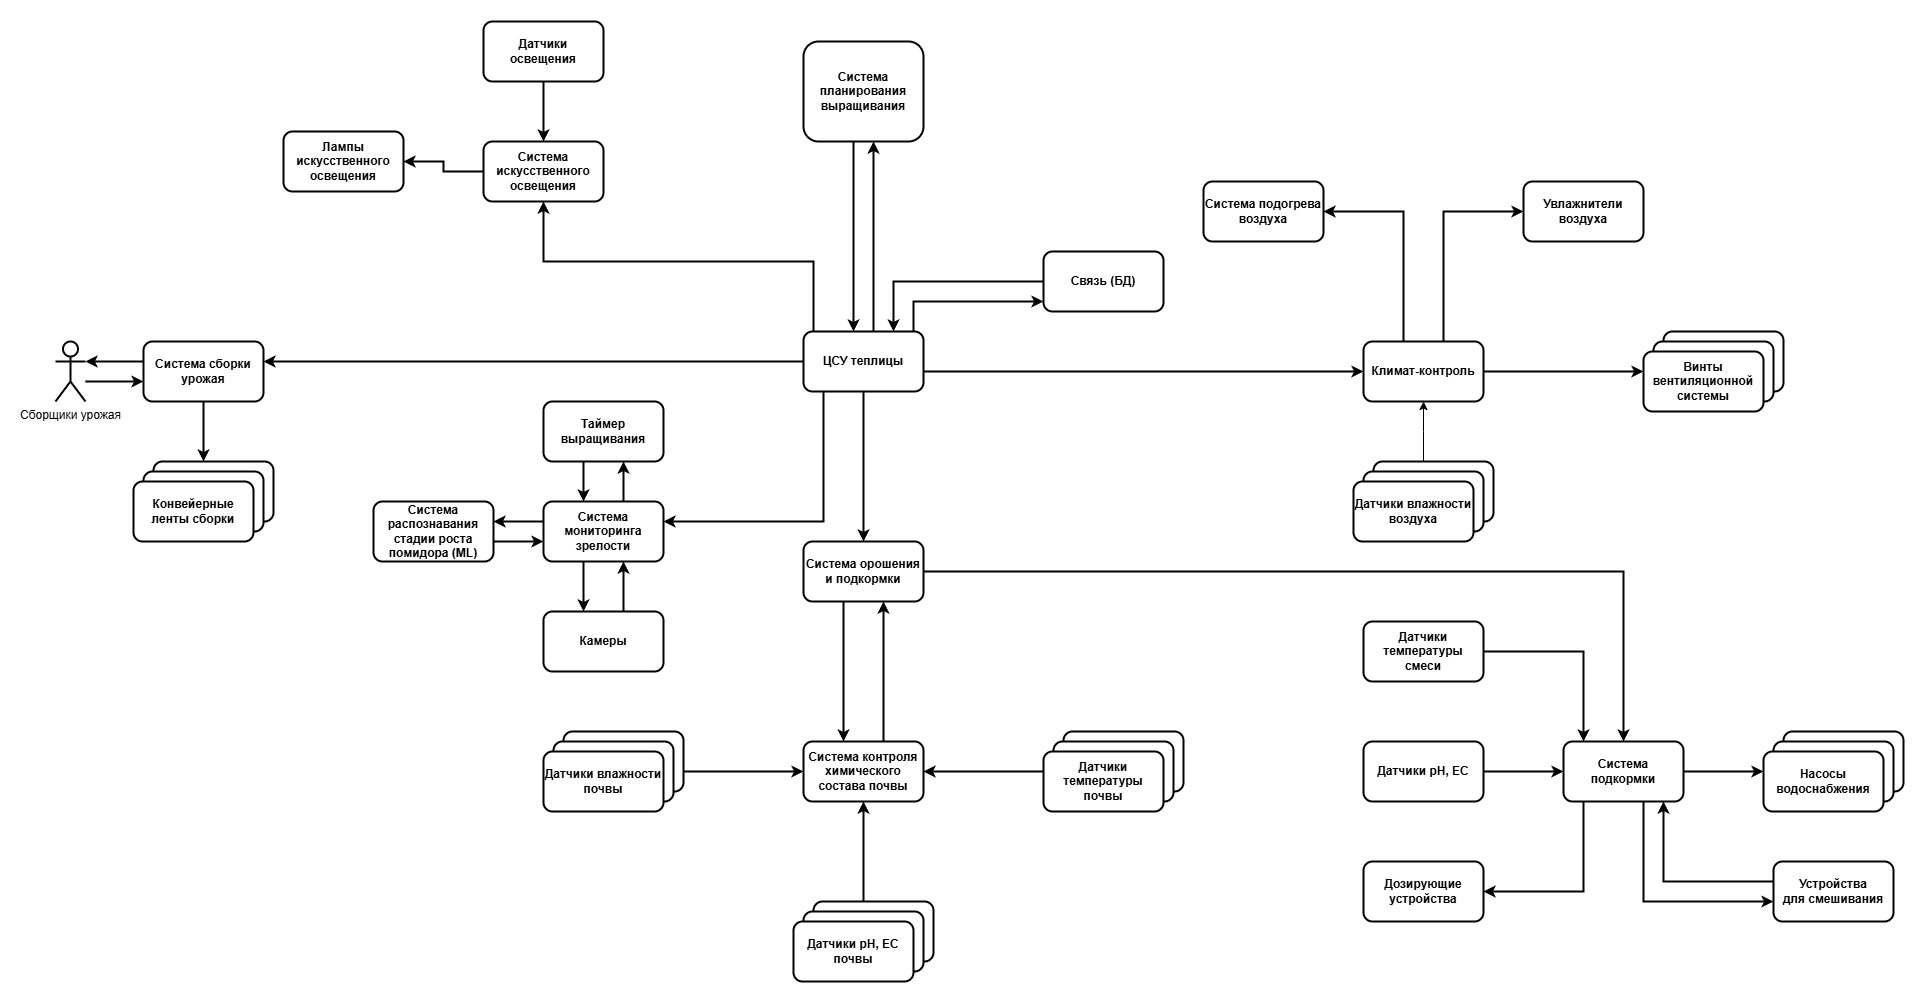 Датчики
освещения
Система
планирования
выращивания
Лампы
искусственного
освещения
Система
искусственного
освещения
Система подогрева
воздуха
Увлажнители
воздуха
Связь (БД)
ЦСУ теплицы
Система сборки
урожая
Сборщики урожая
Климат-контроль
Винты
вентиляционной
системы
Таймер
выращивания
Конвейерные
ленты сборки
Система
распознавания
стадии роста
помидора (ML)
Система
мониторинга
зрелости
Датчики влажности
воздуха
Система орошения
и подкормки
Камеры
Датчики
температуры
смеси
Датчики влажности
почвы
Система контроля
химического
состава почвы
Датчики
температуры
почвы
Датчики pH, EC
Система
подкормки
Насосы
водоснабжения
Дозирующие
устройства
Устройства
для смешивания
Датчики pH, EC
почвы